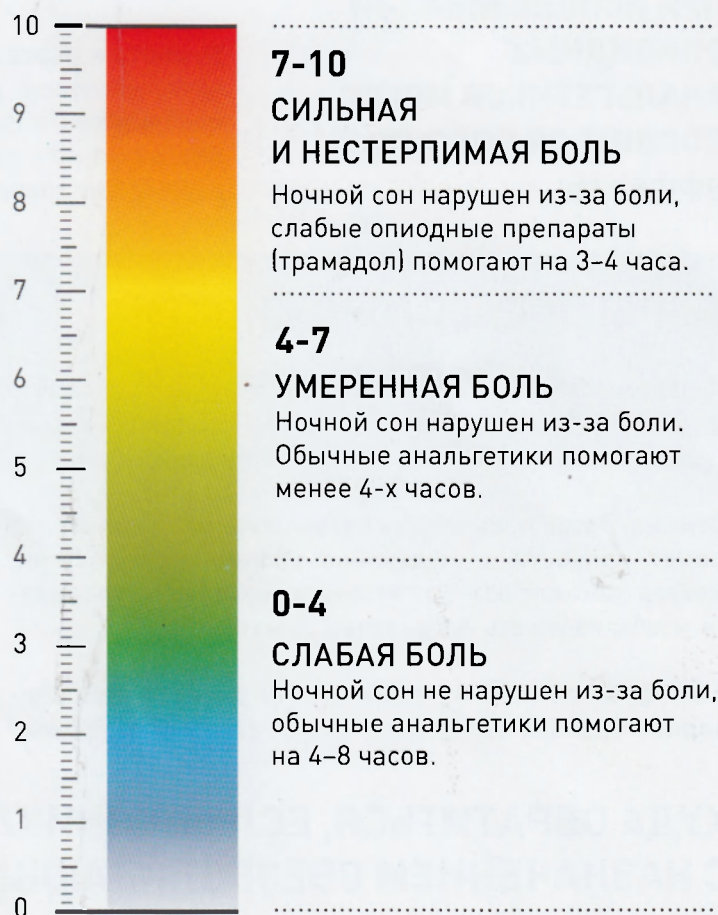 10
9
8
7
6
5
4
3
2
1
0
7-10
СИЛЬНАЯ
И НЕСТЕРПИМАЯ БОЛЬ
Ночной сон нарушен из-за боли,
слабые опиодные препараты
(трамадол) помогают на 3–4 часа.
4-7
УМЕРЕННАЯ БОЛЬ
Ночной сон нарушен из-за боли.
Обычные анальгетики помогают
менее 4-х часов.
0-4
СЛАБАЯ БОЛЬ
Ночной сон не нарушен из-за боли,
обычные анальгетики помогают
на 4–8 часов.